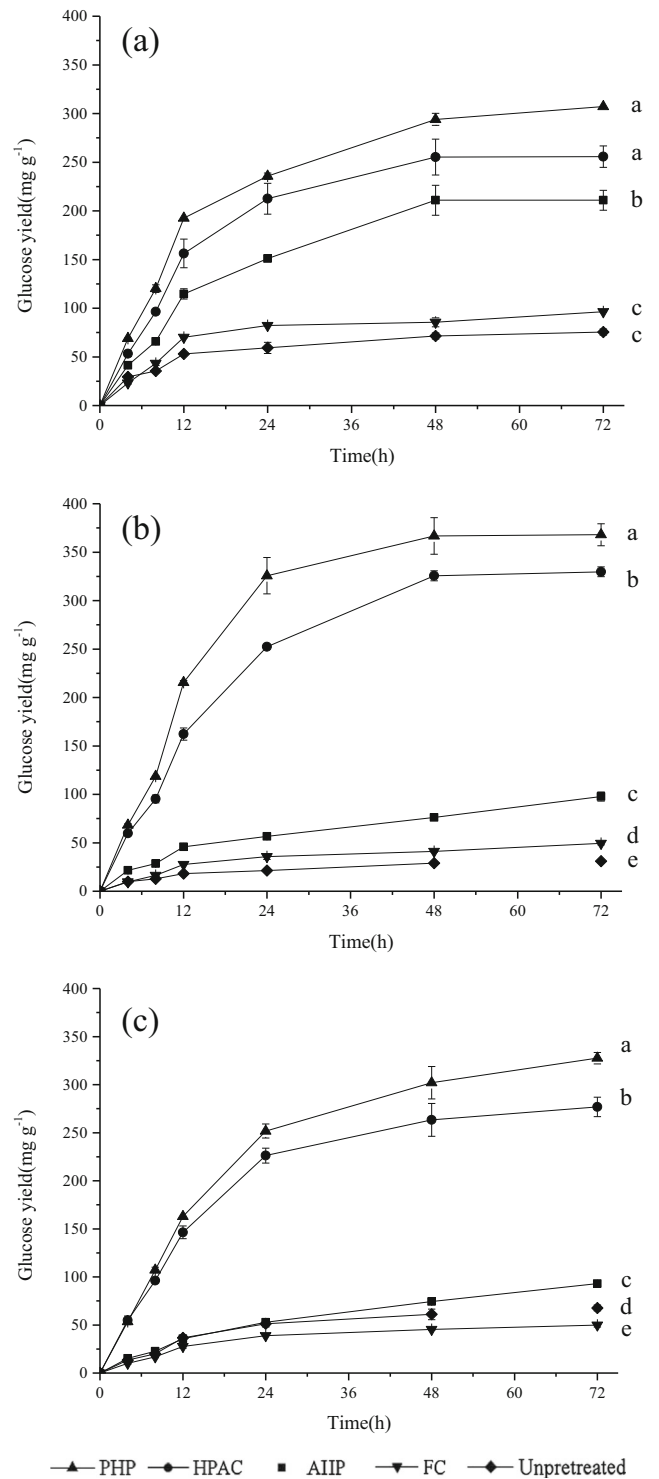 (a)
400
350
300
250
200
150
100
50
0
Glucose yield(mg g⁻¹)
a
a
b
c
c
0 12 24 36 48 60 72
Time(h)
(b)
400
350
300
250
200
150
100
50
0
Glucose yield(mg g⁻¹)
a
b
c
d
e
0 12 24 36 48 60 72
Time(h)
(c)
400
350
300
250
200
150
100
50
0
Glucose yield(mg g⁻¹)
a
b
c
d
e
0 12 24 36 48 60 72
Time(h)
PHP HPAC AIIP FC Unpretreated